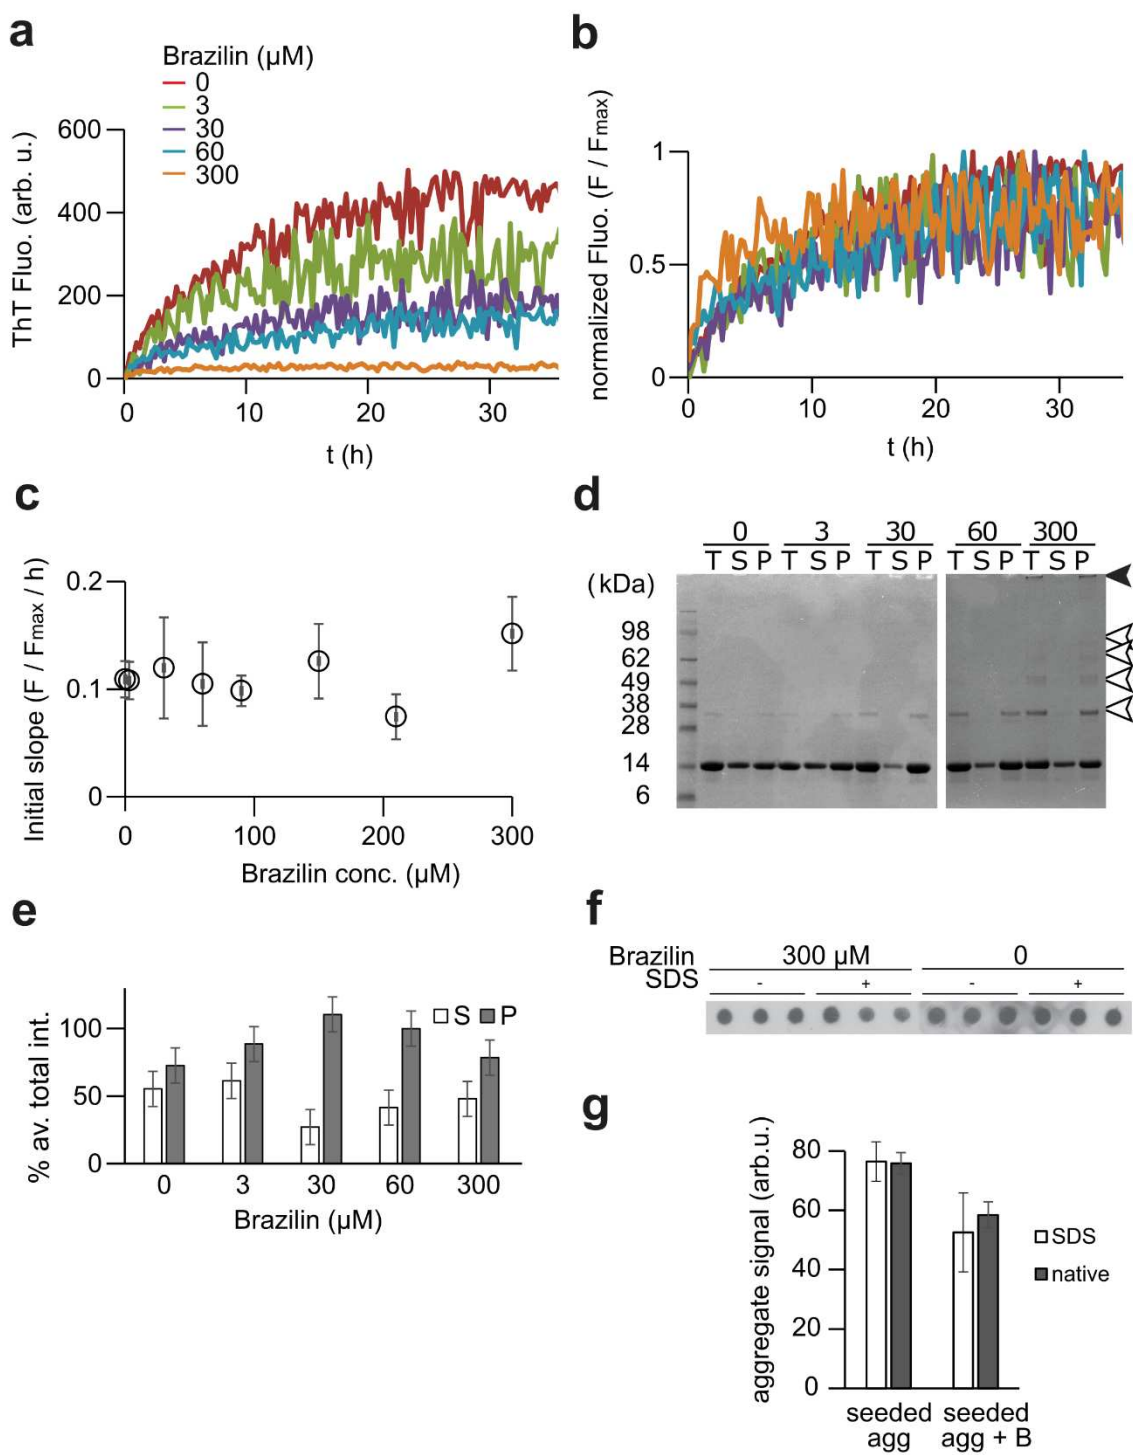 a
Brazilin (µM)
0
3
30
60
300
ThT Fluo. (arb. u.)
600
400
200
0
0 10 20 30
t (h)
b
normalized Fluo. (F / Fmax)
1
0.5
0
0 10 20 30
t (h)
c
Initial slope (F / Fmax / h)
0.2
0.1
0
0 100 200 300
Brazilin conc. (µM)
d
0 3 30 60 300
T S P T S P T S P T S P T S P
(kDa)
98
62
49
38
28
14
6
e
% av. total int.
100
50
0
S P
0 3 30 60 300
Brazilin (µM)
f
Brazilin 300 µM 0
SDS - + - +
g
aggregate signal (arb.u.)
80
60
40
20
0
SDS
native
seeded seeded
agg agg + B